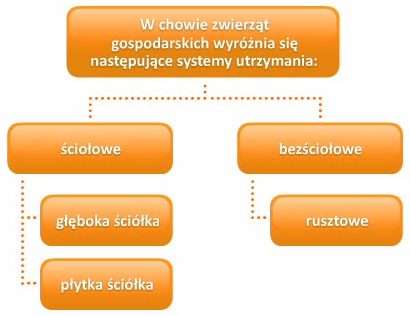 W chowie zwierząt
gospodarskich wyróżnia się
następujące systemy utrzymania:
ściołowe
bezściołowe
głęboka ściółka
rusztowe
płytka ściółka